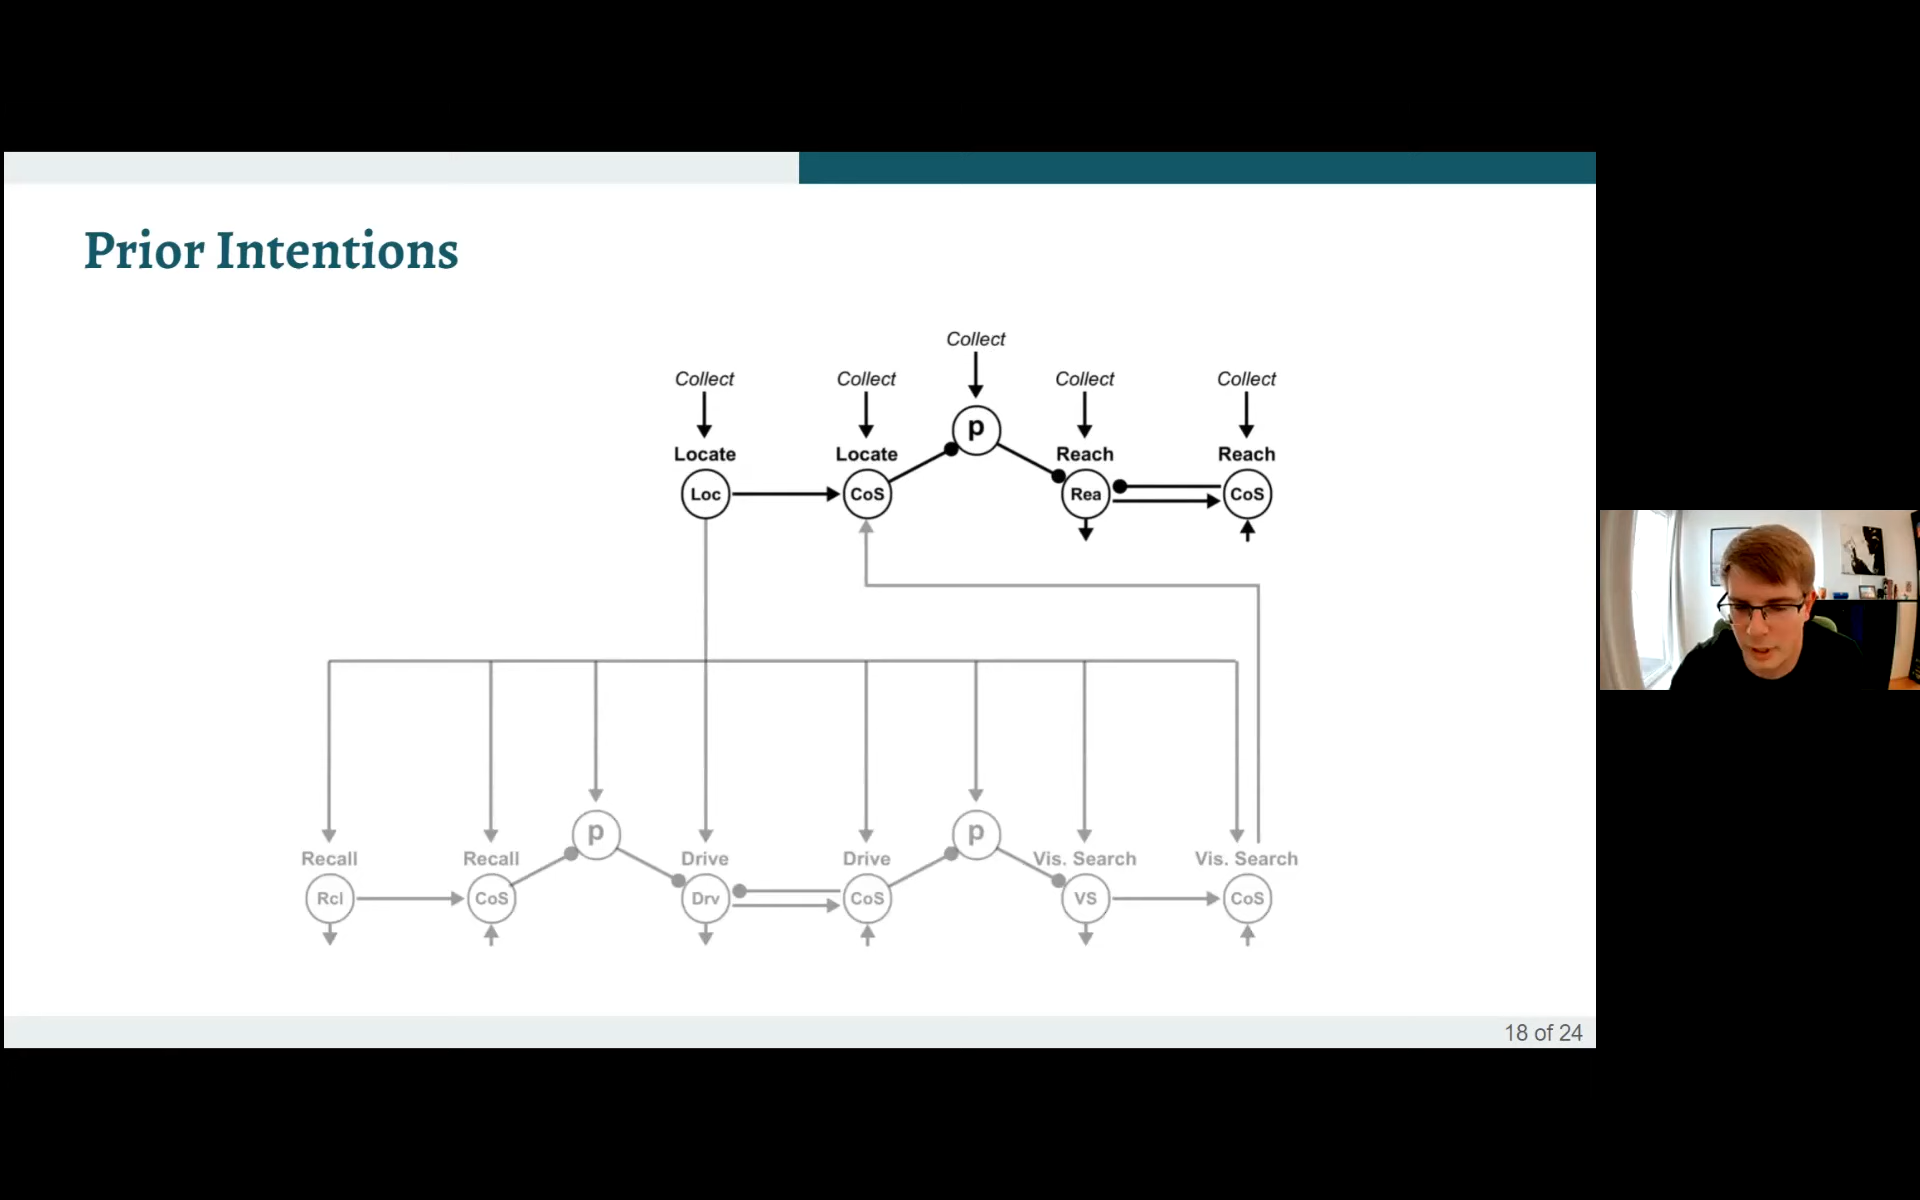 Prior Intentions
Collect
Collect Collect Collect Collect
p
Locate Locate Reach Reach
Loc CoS Rea CoS
p p
Recall Recall Drive Drive Vis. Search Vis. Search
Rcl CoS Drv CoS VS CoS
18 of 24